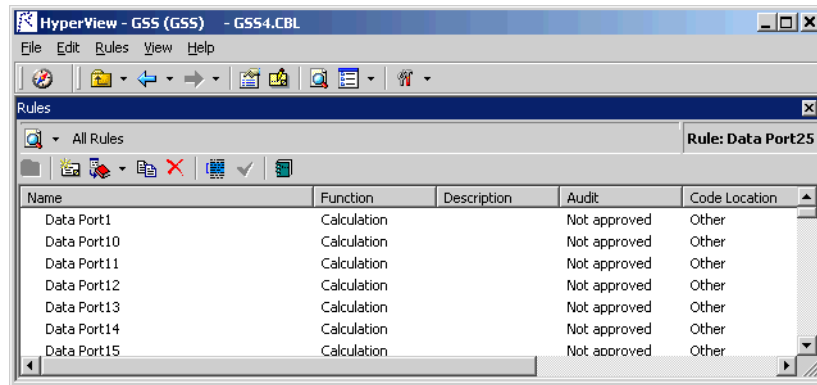 HyperView - GSS (GSS) - GSS4.CBL
File Edit Rules View Help
Rules
All Rules Rule: Data Port25
Name Function Description Audit Code Location
Data Port1 Calculation Not approved Other
Data Port10 Calculation Not approved Other
Data Port11 Calculation Not approved Other
Data Port12 Calculation Not approved Other
Data Port13 Calculation Not approved Other
Data Port14 Calculation Not approved Other
Data Port15 Calculation Not approved Other